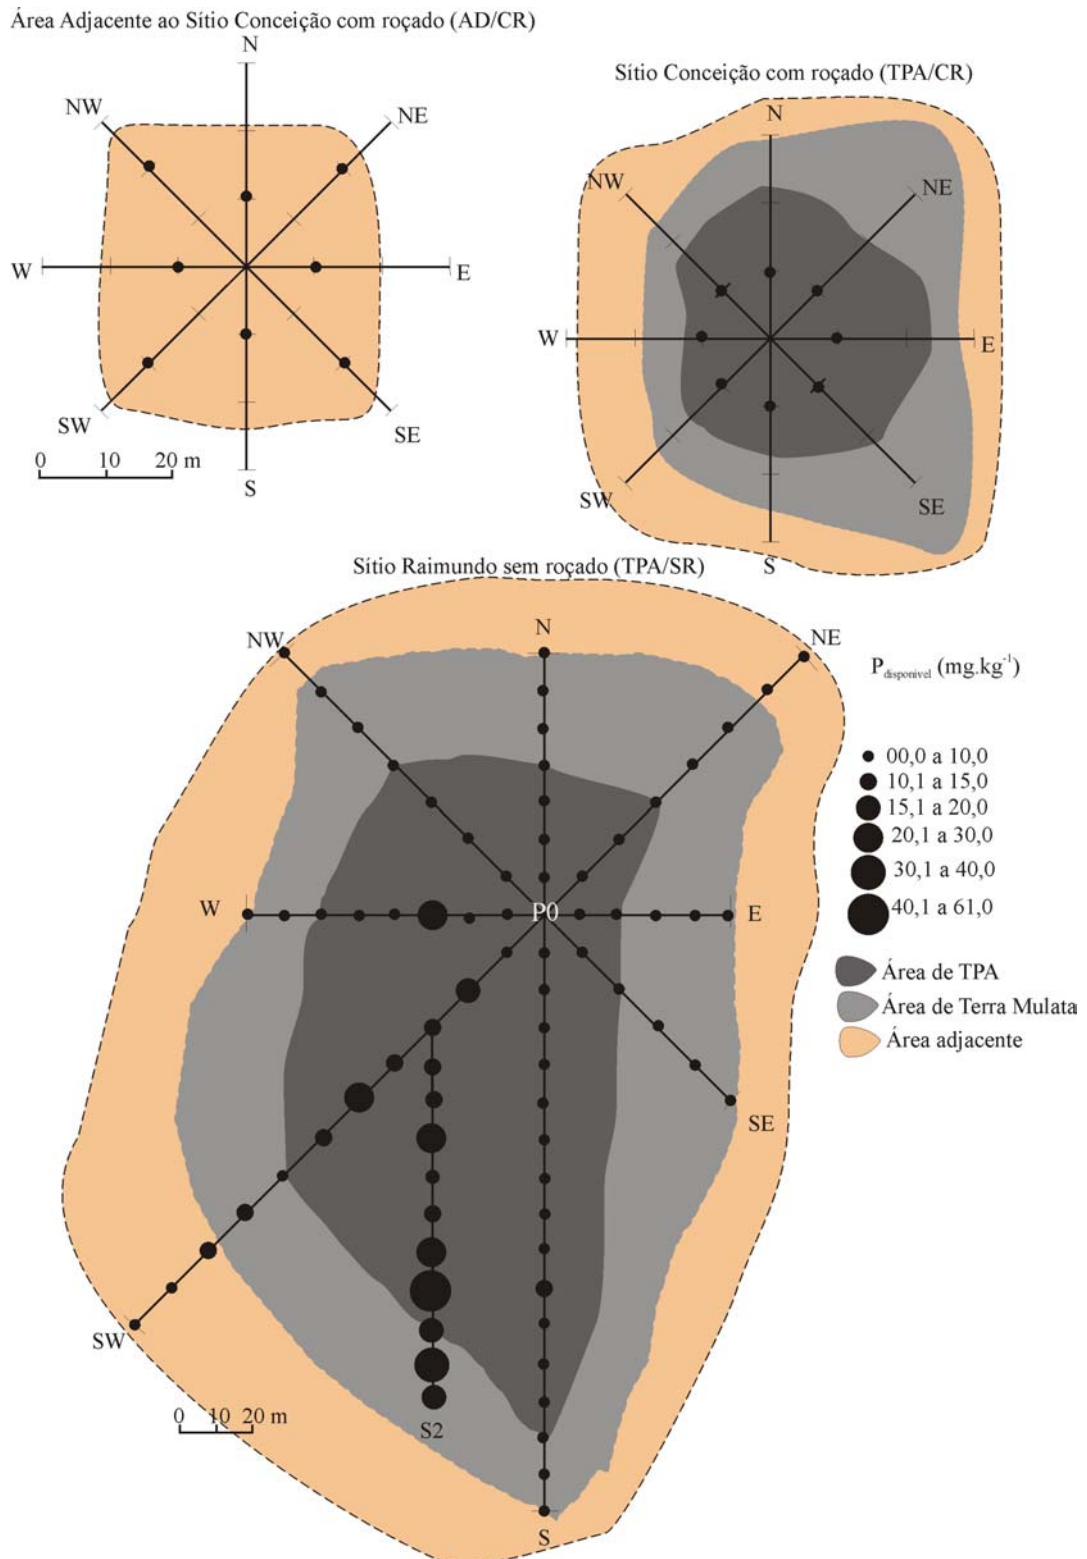 Área Adjacente ao Sítio Conceição com roçado (AD/CR)
N
NW
NE
W
E
SW
SE
S
0 10 20 m
Sítio Conceição com roçado (TPA/CR)
N
NW
NE
W
E
SW
SE
S
Sítio Raimundo sem roçado (TPA/SR)
NW
N
NE
W
P0
E
SE
SW
S2
S
0 10 20 m
Pdisponivel (mg.kg-1)
00,0 a 10,0
10,1 a 15,0
15,1 a 20,0
20,1 a 30,0
30,1 a 40,0
40,1 a 61,0
Área de TPA
Área de Terra Mulata
Área adjacente